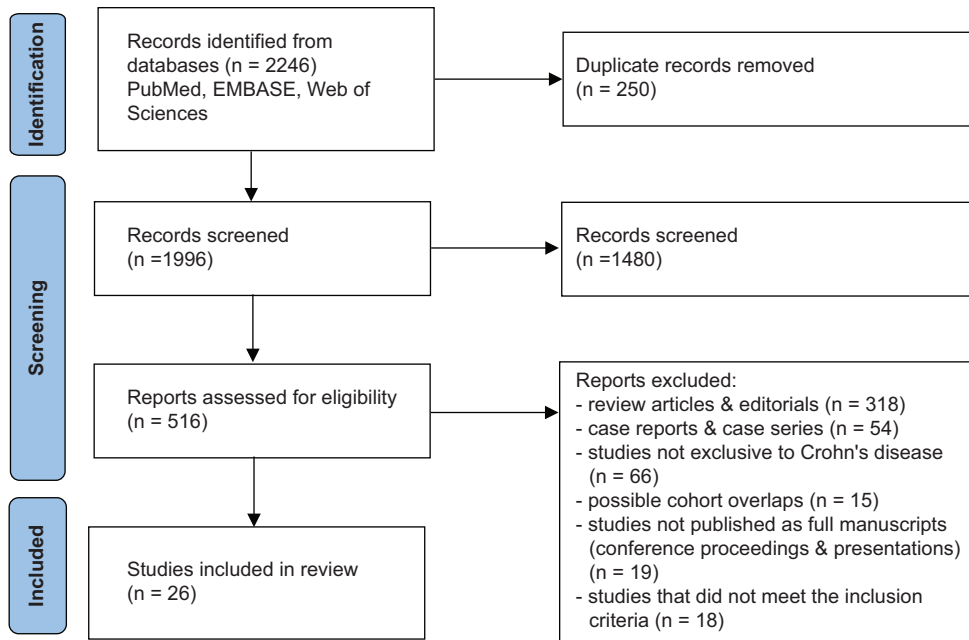 Identification
Records identified from
databases (n = 2246)
PubMed, EMBASE, Web of
Sciences
Duplicate records removed
(n = 250)
Screening
Records screened
(n =1996)
Records screened
(n =1480)
Reports assessed for eligibility
(n = 516)
Reports excluded:
- review articles & editorials (n = 318)
- case reports & case series (n = 54)
- studies not exclusive to Crohn's disease
(n = 66)
- possible cohort overlaps (n = 15)
- studies not published as full manuscripts
(conference proceedings & presentations)
(n = 19)
- studies that did not meet the inclusion
criteria (n = 18)
Included
Studies included in review
(n = 26)